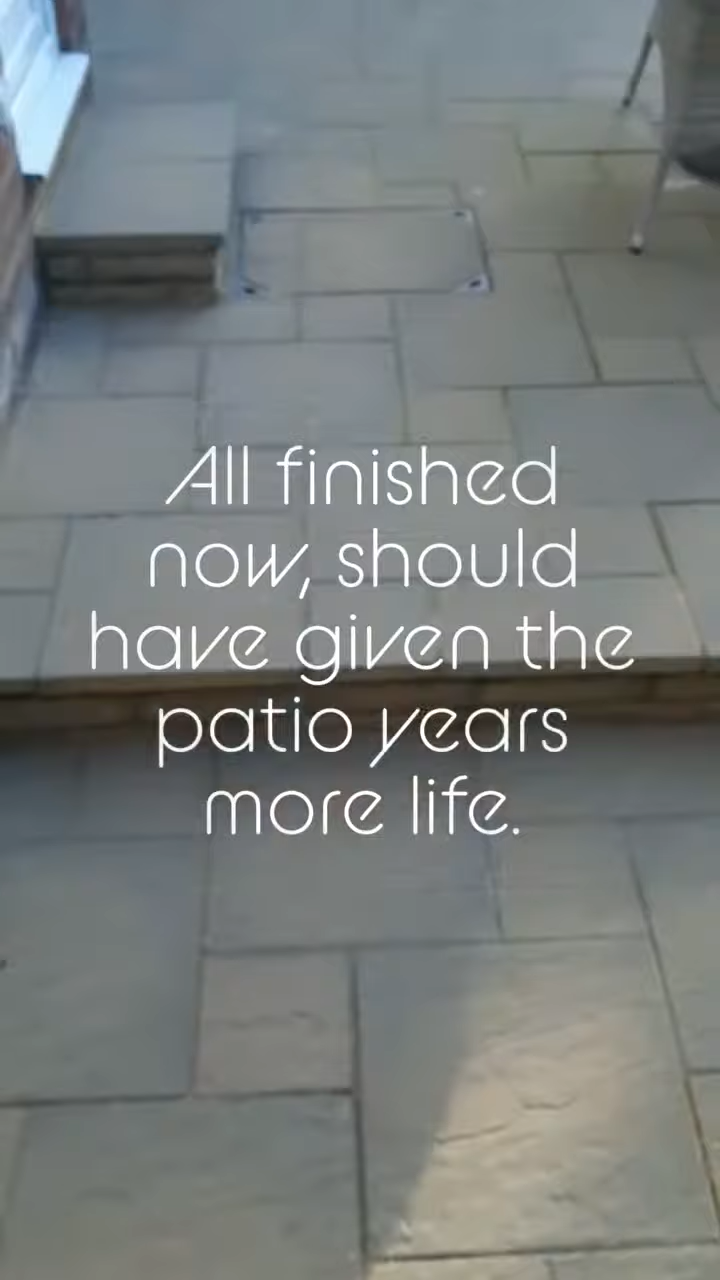 All finished
now, should
have given the
patio years
more life.